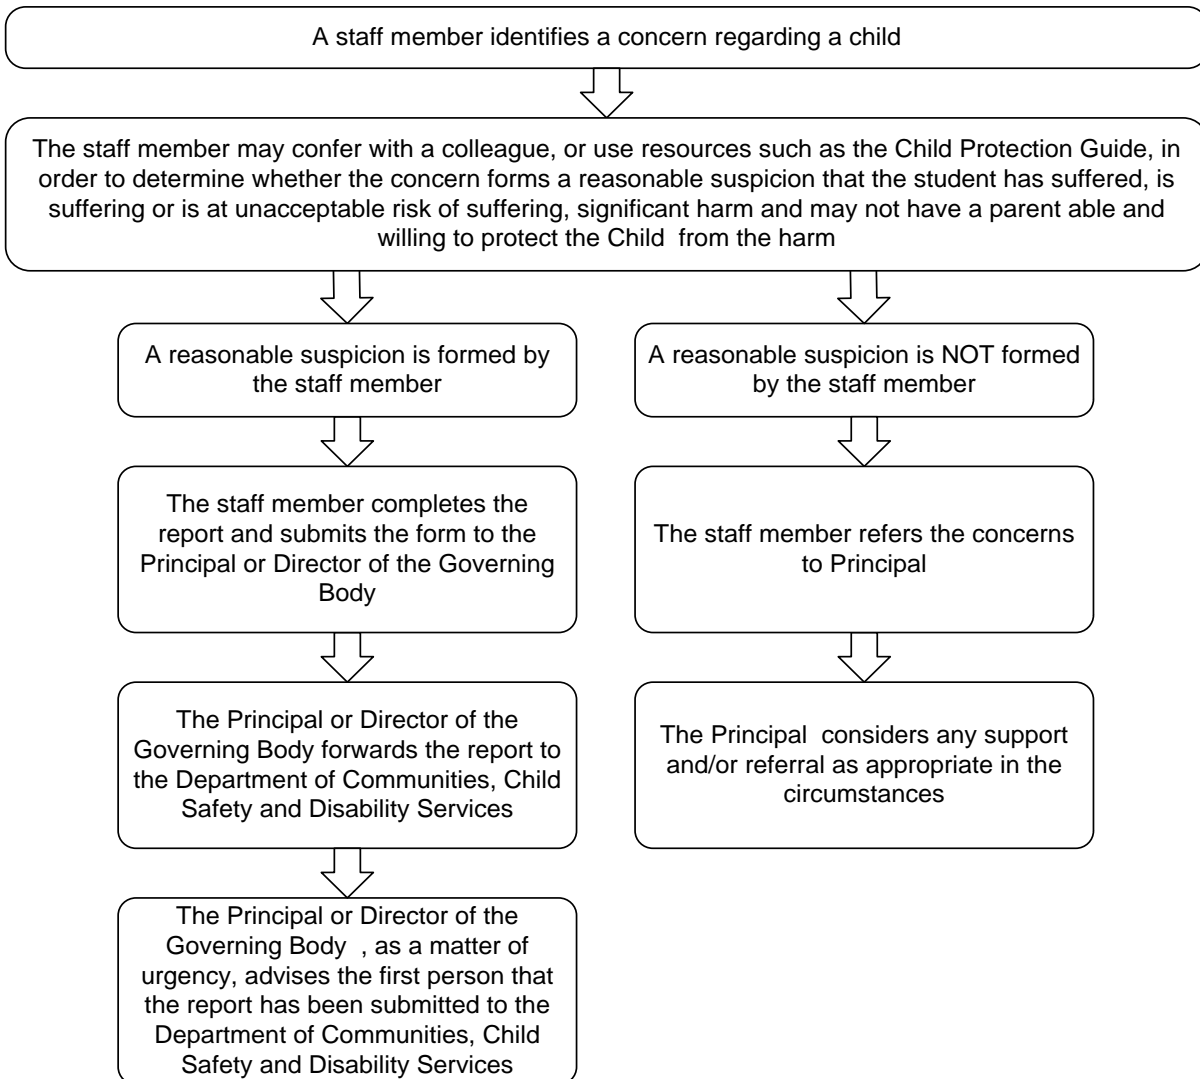 A staff member identifies a concern regarding a child
The staff member may confer with a colleague, or use resources such as the Child Protection Guide, in
order to determine whether the concern forms a reasonable suspicion that the student has suffered, is
suffering or is at unacceptable risk of suffering, significant harm and may not have a parent able and
willing to protect the Child  from the harm
A reasonable suspicion is formed by
the staff member
A reasonable suspicion is NOT formed
by the staff member
The staff member completes the
report and submits the form to the
Principal or Director of the Governing
Body
The staff member refers the concerns
to Principal
The Principal or Director of the
Governing Body forwards the report to
the Department of Communities, Child
Safety and Disability Services
The Principal  considers any support
and/or referral as appropriate in the
circumstances
The Principal or Director of the
Governing Body  , as a matter of
urgency, advises the first person that
the report has been submitted to the
Department of Communities, Child
Safety and Disability Services